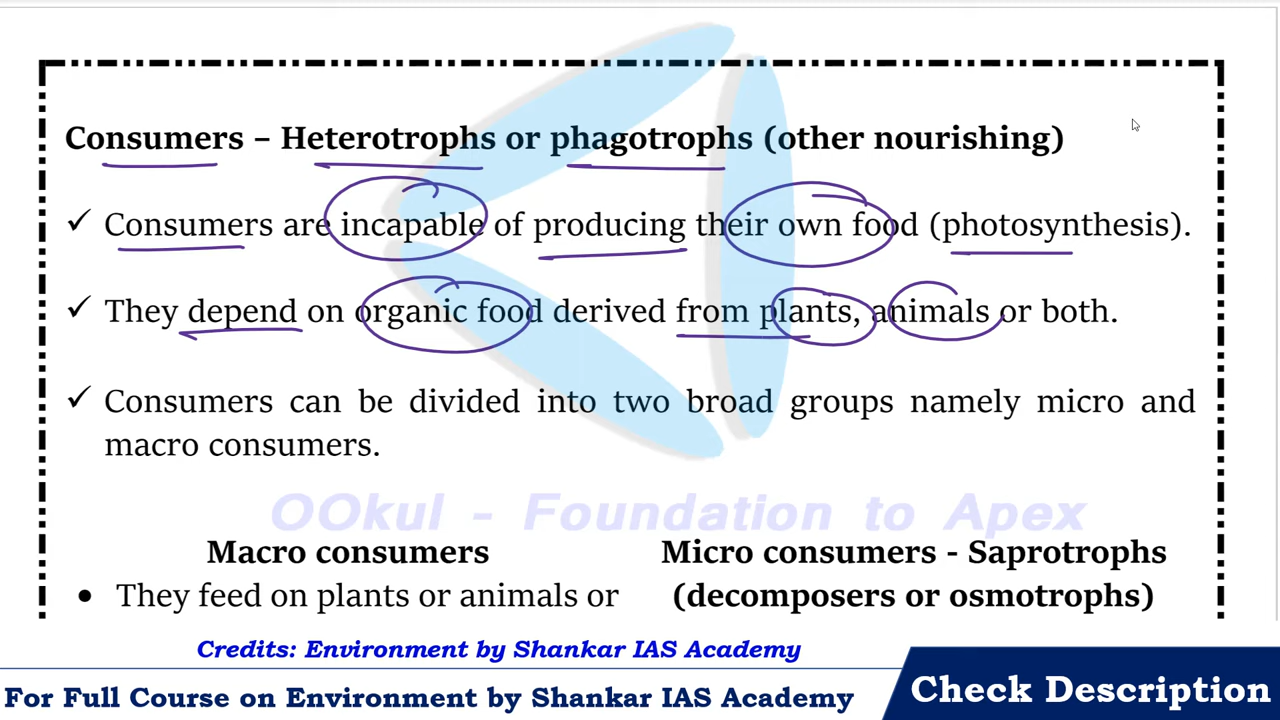 Consumers – Heterotrophs or phagotrophs (other nourishing)
✓ Consumers are incapable of producing their own food (photosynthesis).
✓ They depend on organic food derived from plants, animals or both.
✓ Consumers can be divided into two broad groups namely micro and
macro consumers.
OOkul - Foundation to Apex
Macro consumers
• They feed on plants or animals or
Micro consumers - Saprotrophs
(decomposers or osmotrophs)
Credits: Environment by Shankar IAS Academy
For Full Course on Environment by Shankar IAS Academy
Check Description